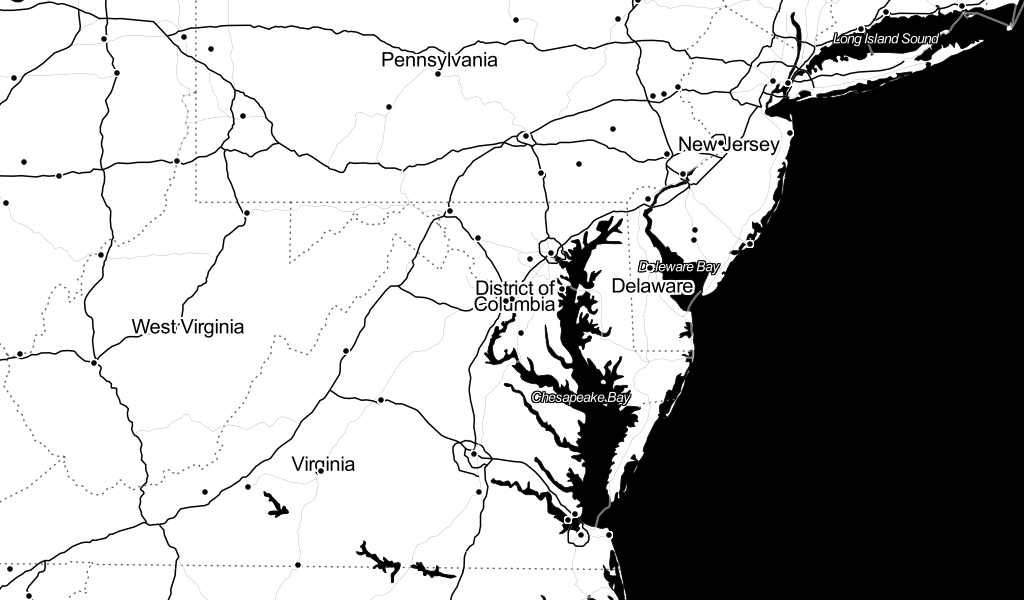 Long Island Sound
Pennsylvania
New Jersey
Delaware Bay
Delaware
District of
Columbia
West Virginia
Chesapeake Bay
Virginia